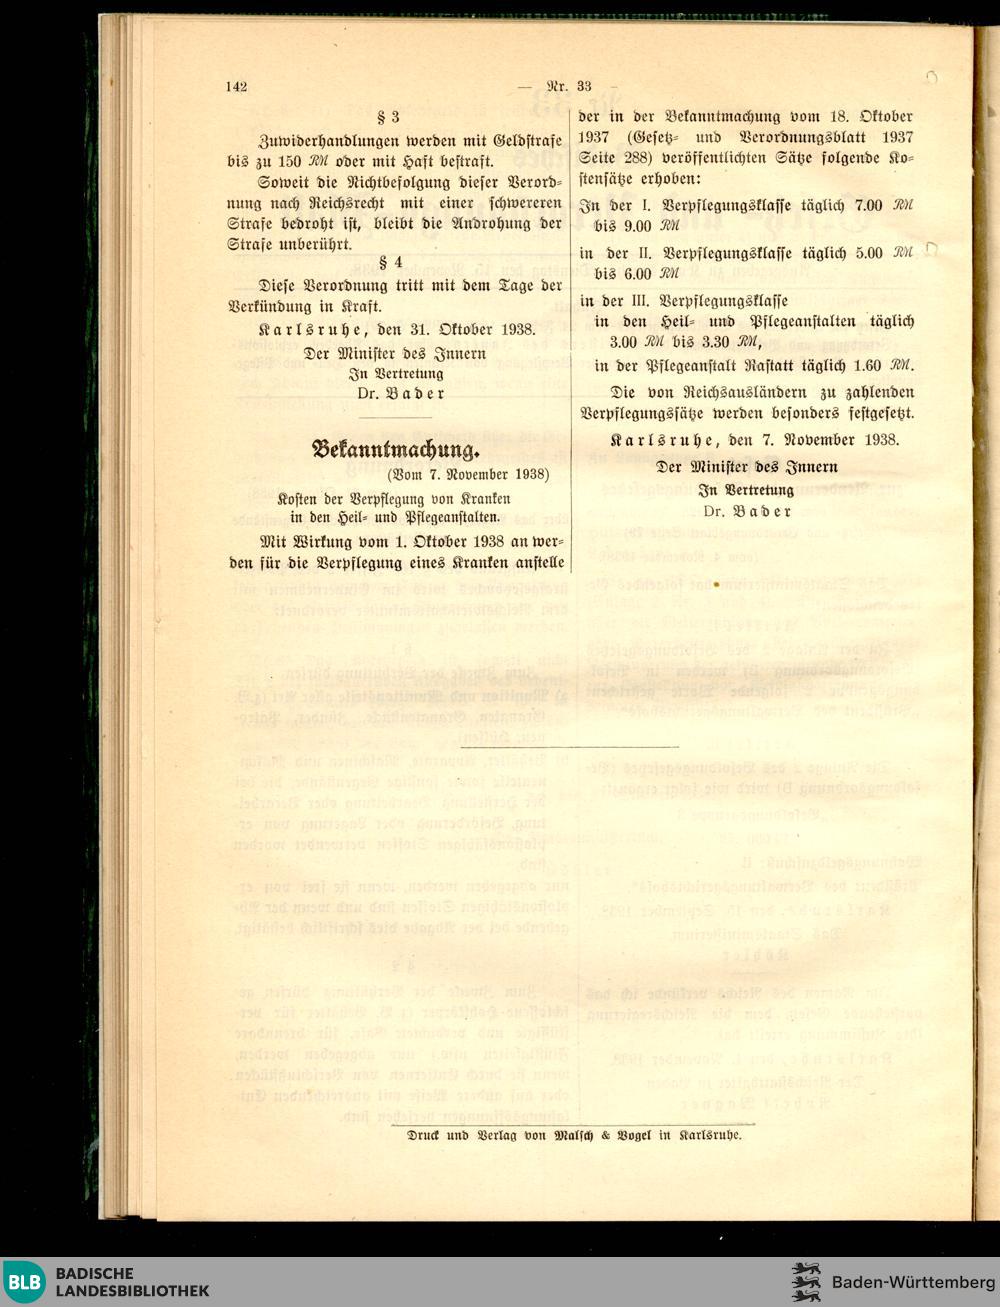 142
— Nr. 33 —
§ 3
Zuwiderhandlungen werden mit Geldstrafe
bis zu 150 RM oder mit Haft bestraft.
Soweit die Nichtbefolgung dieser Verord-
nung nach Reichsrecht mit einer schwereren
Strafe bedroht ist, bleibt die Androhung der
Strafe unberührt.
§ 4
Diese Verordnung tritt mit dem Tage der
Verkündung in Kraft.
Karlsruhe, den 31. Oktober 1938.
Der Minister des Innern
In Vertretung
Dr. Bader
Bekanntmachung.
(Vom 7. November 1938)
Kosten der Verpflegung von Kranken
in den Heil- und Pflegeanstalten.
Mit Wirkung vom 1. Oktober 1938 an wer-
den für die Verpflegung eines Kranken anstelle
der in der Bekanntmachung vom 18. Oktober
1937 (Gesetz- und Verordnungsblatt 1937
Seite 288) veröffentlichten Sätze folgende Ko-
stensätze erhoben:
In der I. Verpflegungsklasse täglich 7.00 RM
bis 9.00 RM
in der II. Verpflegungsklasse täglich 5.00 RM
bis 6.00 RM
in der III. Verpflegungsklasse
in den Heil- und Pflegeanstalten täglich
3.00 RM bis 3.30 RM,
in der Pflegeanstalt Rastatt täglich 1.60 RM.
Die von Reichsausländern zu zahlenden
Verpflegungssätze werden besonders festgesetzt.
Karlsruhe, den 7. November 1938.
Der Minister des Innern
In Vertretung
Dr. Bader
Druck und Verlag von Malsch & Vogel in Karlsruhe.
BLB
BADISCHE
LANDESBIBLIOTHEK
Baden-Württemberg